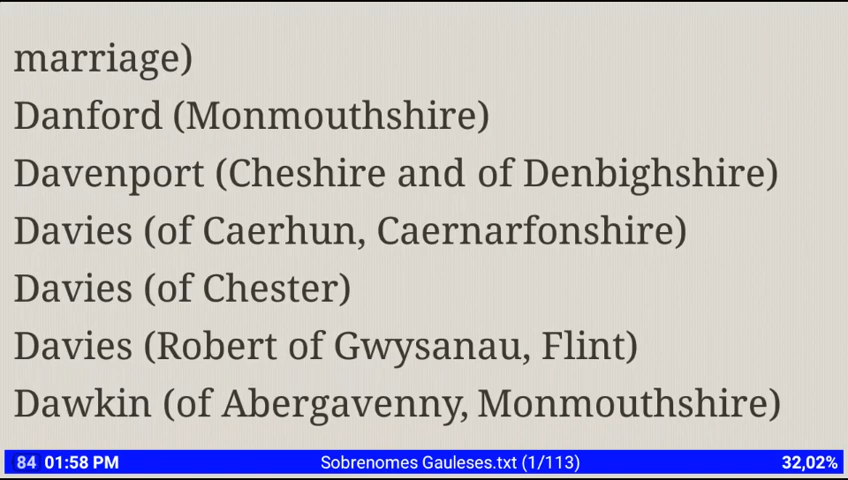 marriage)
Danford (Monmouthshire)
Davenport (Cheshire and of Denbighshire)
Davies (of Caerhun, Caernarfonshire)
Davies (of Chester)
Davies (Robert of Gwysanau, Flint)
Dawkin (of Abergavenny, Monmouthshire)
84 01:58 PM Sobrenomes Gauleses.txt (1/113) 32,02%